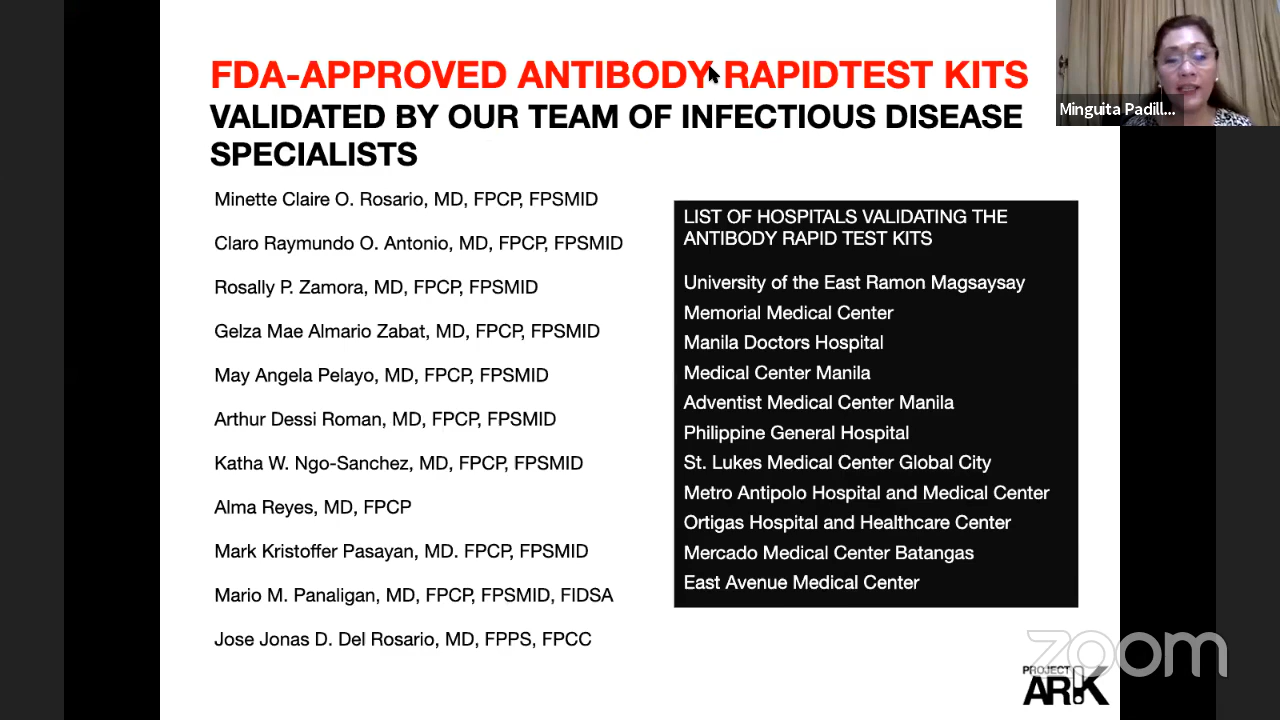 FDA-APPROVED ANTIBODY RAPIDTEST KITS
VALIDATED BY OUR TEAM OF INFECTIOUS DISEASE
SPECIALISTS
Minette Claire O. Rosario, MD, FPCP, FPSMID
Claro Raymundo O. Antonio, MD, FPCP, FPSMID
Rosally P. Zamora, MD, FPCP, FPSMID
Gelza Mae Almario Zabat, MD, FPCP, FPSMID
May Angela Pelayo, MD, FPCP, FPSMID
Arthur Dessi Roman, MD, FPCP, FPSMID
Katha W. Ngo-Sanchez, MD, FPCP, FPSMID
Alma Reyes, MD, FPCP
Mark Kristoffer Pasayan, MD. FPCP, FPSMID
Mario M. Panaligan, MD, FPCP, FPSMID, FIDSA
Jose Jonas D. Del Rosario, MD, FPPS, FPCC
LIST OF HOSPITALS VALIDATING THE
ANTIBODY RAPID TEST KITS
University of the East Ramon Magsaysay
Memorial Medical Center
Manila Doctors Hospital
Medical Center Manila
Adventist Medical Center Manila
Philippine General Hospital
St. Lukes Medical Center Global City
Metro Antipolo Hospital and Medical Center
Ortigas Hospital and Healthcare Center
Mercado Medical Center Batangas
East Avenue Medical Center
Minguita Padill...
zoom
PROJECT
ARK